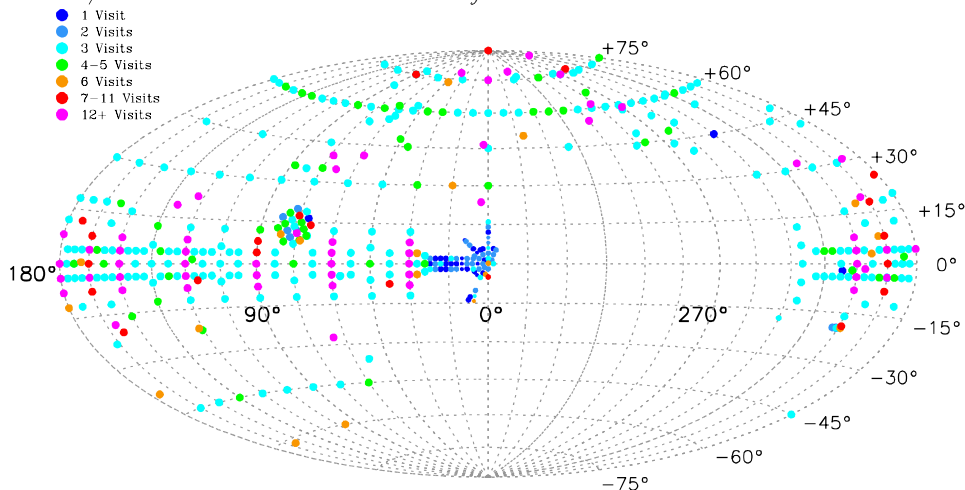 1 Visit
2 Visits
3 Visits
4-5 Visits
6 Visits
7-11 Visits
12+ Visits
+75°
+60°
+45°
+30°
+15°
180°
0°
90°
0°
270°
-15°
-30°
-45°
-60°
-75°